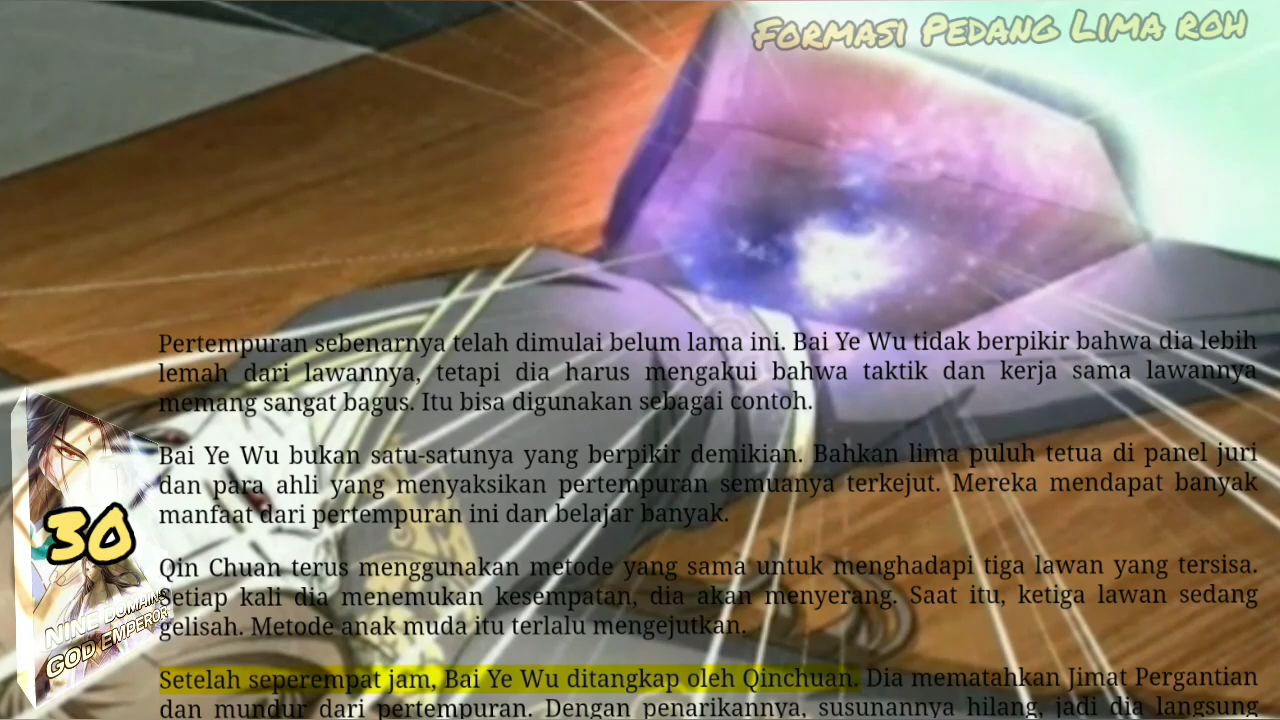 Formasi Pedang Lima roh
Pertempuran sebenarnya telah dimulai belum lama ini. Bai Ye Wu tidak berpikir bahwa dia lebih
lemah dari lawannya, tetapi dia harus mengakui bahwa taktik dan kerja sama lawannya
memang sangat bagus. Itu bisa digunakan sebagai contoh.
Bai Ye Wu bukan satu-satunya yang berpikir demikian. Bahkan lima puluh tetua di panel juri
dan para ahli yang menyaksikan pertempuran semuanya terkejut. Mereka mendapat banyak
manfaat dari pertempuran ini dan belajar banyak.
30
NINE DOMAINS
GOD EMPEROR
Qin Chuan terus menggunakan metode yang sama untuk menghadapi tiga lawan yang tersisa.
Setiap kali dia menemukan kesempatan, dia akan menyerang. Saat itu, ketiga lawan sedang
gelisah. Metode anak muda itu terlalu mengejutkan.
Setelah seperempat jam, Bai Ye Wu ditangkap oleh Qinchuan. Dia mematahkan Jimat Pergantian
dan mundur dari pertempuran. Dengan penarikannya, susunannya hilang, jadi dia langsung